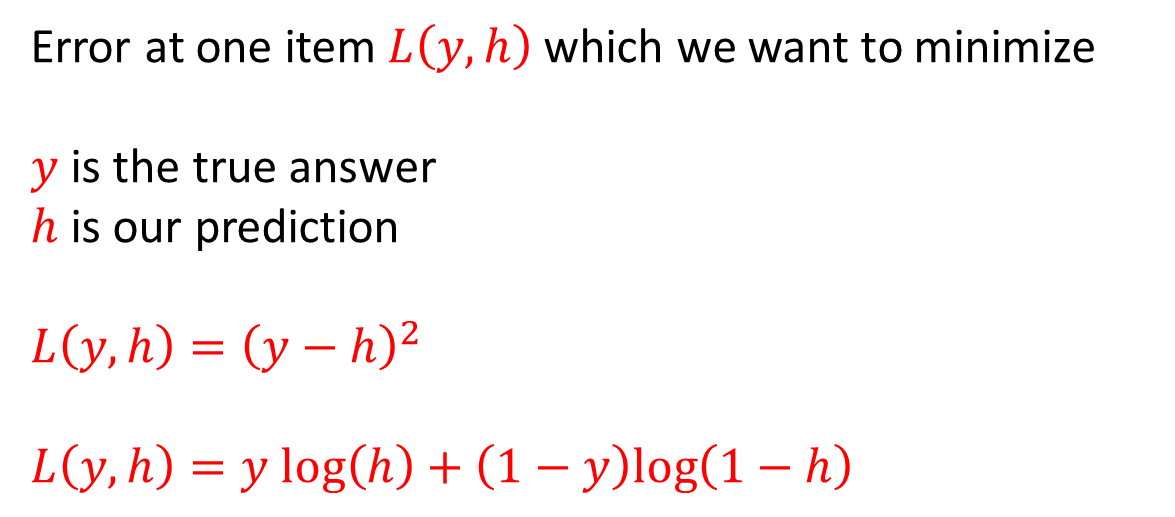 Error at one item L(y, h) which we want to minimize
y is the true answer
h is our prediction
L(y, h) = (y − h)²
L(y, h) = y log(h) + (1 − y)log(1 − h)